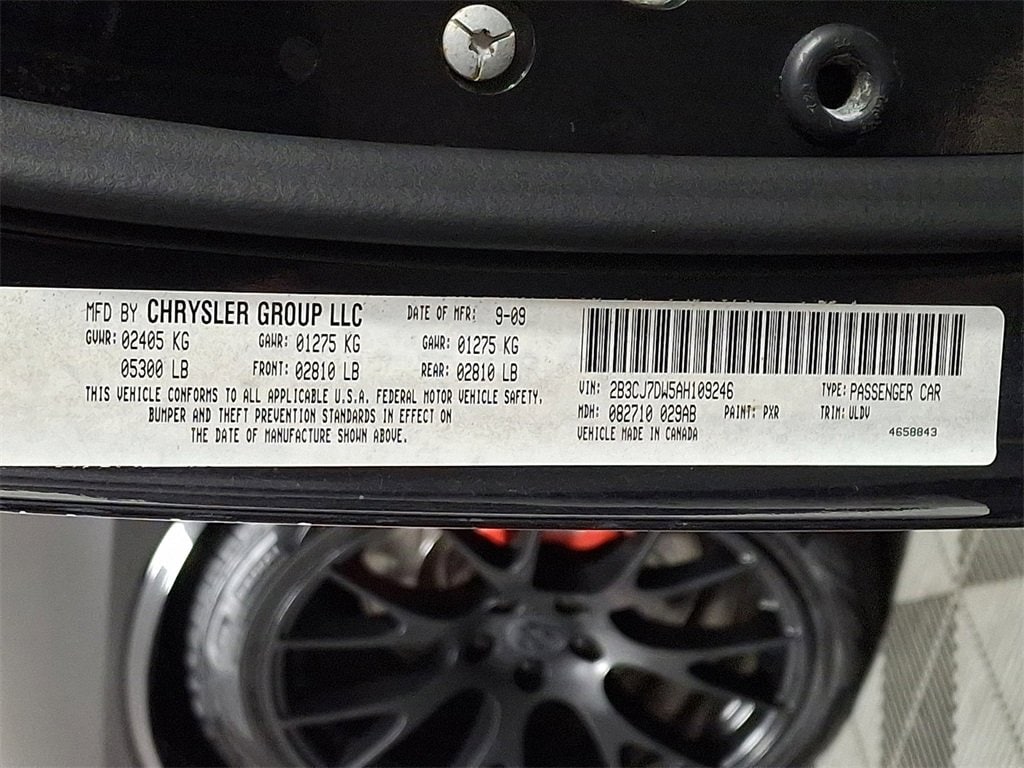 MFD BY CHRYSLER GROUP LLC DATE OF MFR: 9-09
GVWR: 02405 KG GAWR: 01275 KG GAWR: 01275 KG
05300 LB FRONT: 02810 LB REAR: 02810 LB
THIS VEHICLE CONFORMS TO ALL APPLICABLE U.S.A. FEDERAL MOTOR VEHICLE SAFETY,
BUMPER AND THEFT PREVENTION STANDARDS IN EFFECT ON
THE DATE OF MANUFACTURE SHOWN ABOVE.
VIN: 2B3CJ7DW5AH109246 TYPE: PASSENGER CAR
MDH: 082710 029AB PAINT: PXR TRIM: ULDV
VEHICLE MADE IN CANADA 4658843